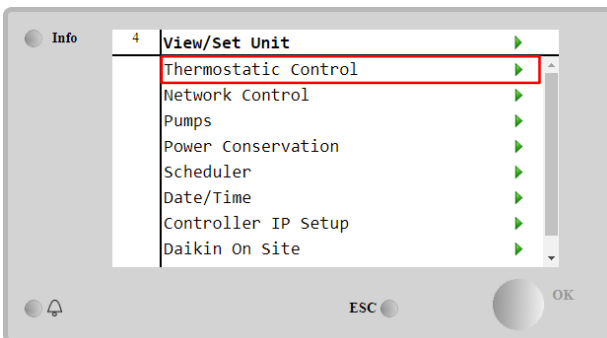 Info
4
View/Set Unit
Thermostatic Control
Network Control
Pumps
Power Conservation
Scheduler
Date/Time
Controller IP Setup
Daikin On Site
ESC
OK